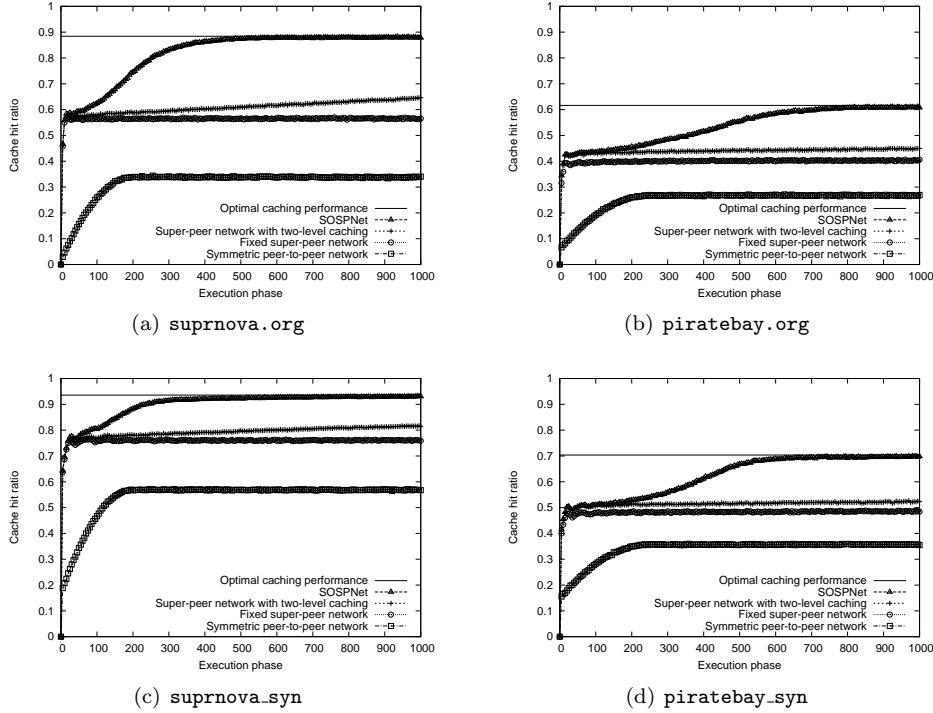 1
0.9
0.8
0.7
0.6
0.5
0.4
0.3
0.2
0.1
0
Cache hit ratio
Optimal caching performance
SOSPNet
Super-peer network with two-level caching
Fixed super-peer network
Symmetric peer-to-peer network
0 100 200 300 400 500 600 700 800 900 1000
Execution phase
(a) suprnova.org
1
0.9
0.8
0.7
0.6
0.5
0.4
0.3
0.2
0.1
0
Cache hit ratio
Optimal caching performance
SOSPNet
Super-peer network with two-level caching
Fixed super-peer network
Symmetric peer-to-peer network
0 100 200 300 400 500 600 700 800 900 1000
Execution phase
(b) piratebay.org
1
0.9
0.8
0.7
0.6
0.5
0.4
0.3
0.2
0.1
0
Cache hit ratio
Optimal caching performance
SOSPNet
Super-peer network with two-level caching
Fixed super-peer network
Symmetric peer-to-peer network
0 100 200 300 400 500 600 700 800 900 1000
Execution phase
(c) suprnova_syn
1
0.9
0.8
0.7
0.6
0.5
0.4
0.3
0.2
0.1
0
Cache hit ratio
Optimal caching performance
SOSPNet
Super-peer network with two-level caching
Fixed super-peer network
Symmetric peer-to-peer network
0 100 200 300 400 500 600 700 800 900 1000
Execution phase
(d) piratebay_syn